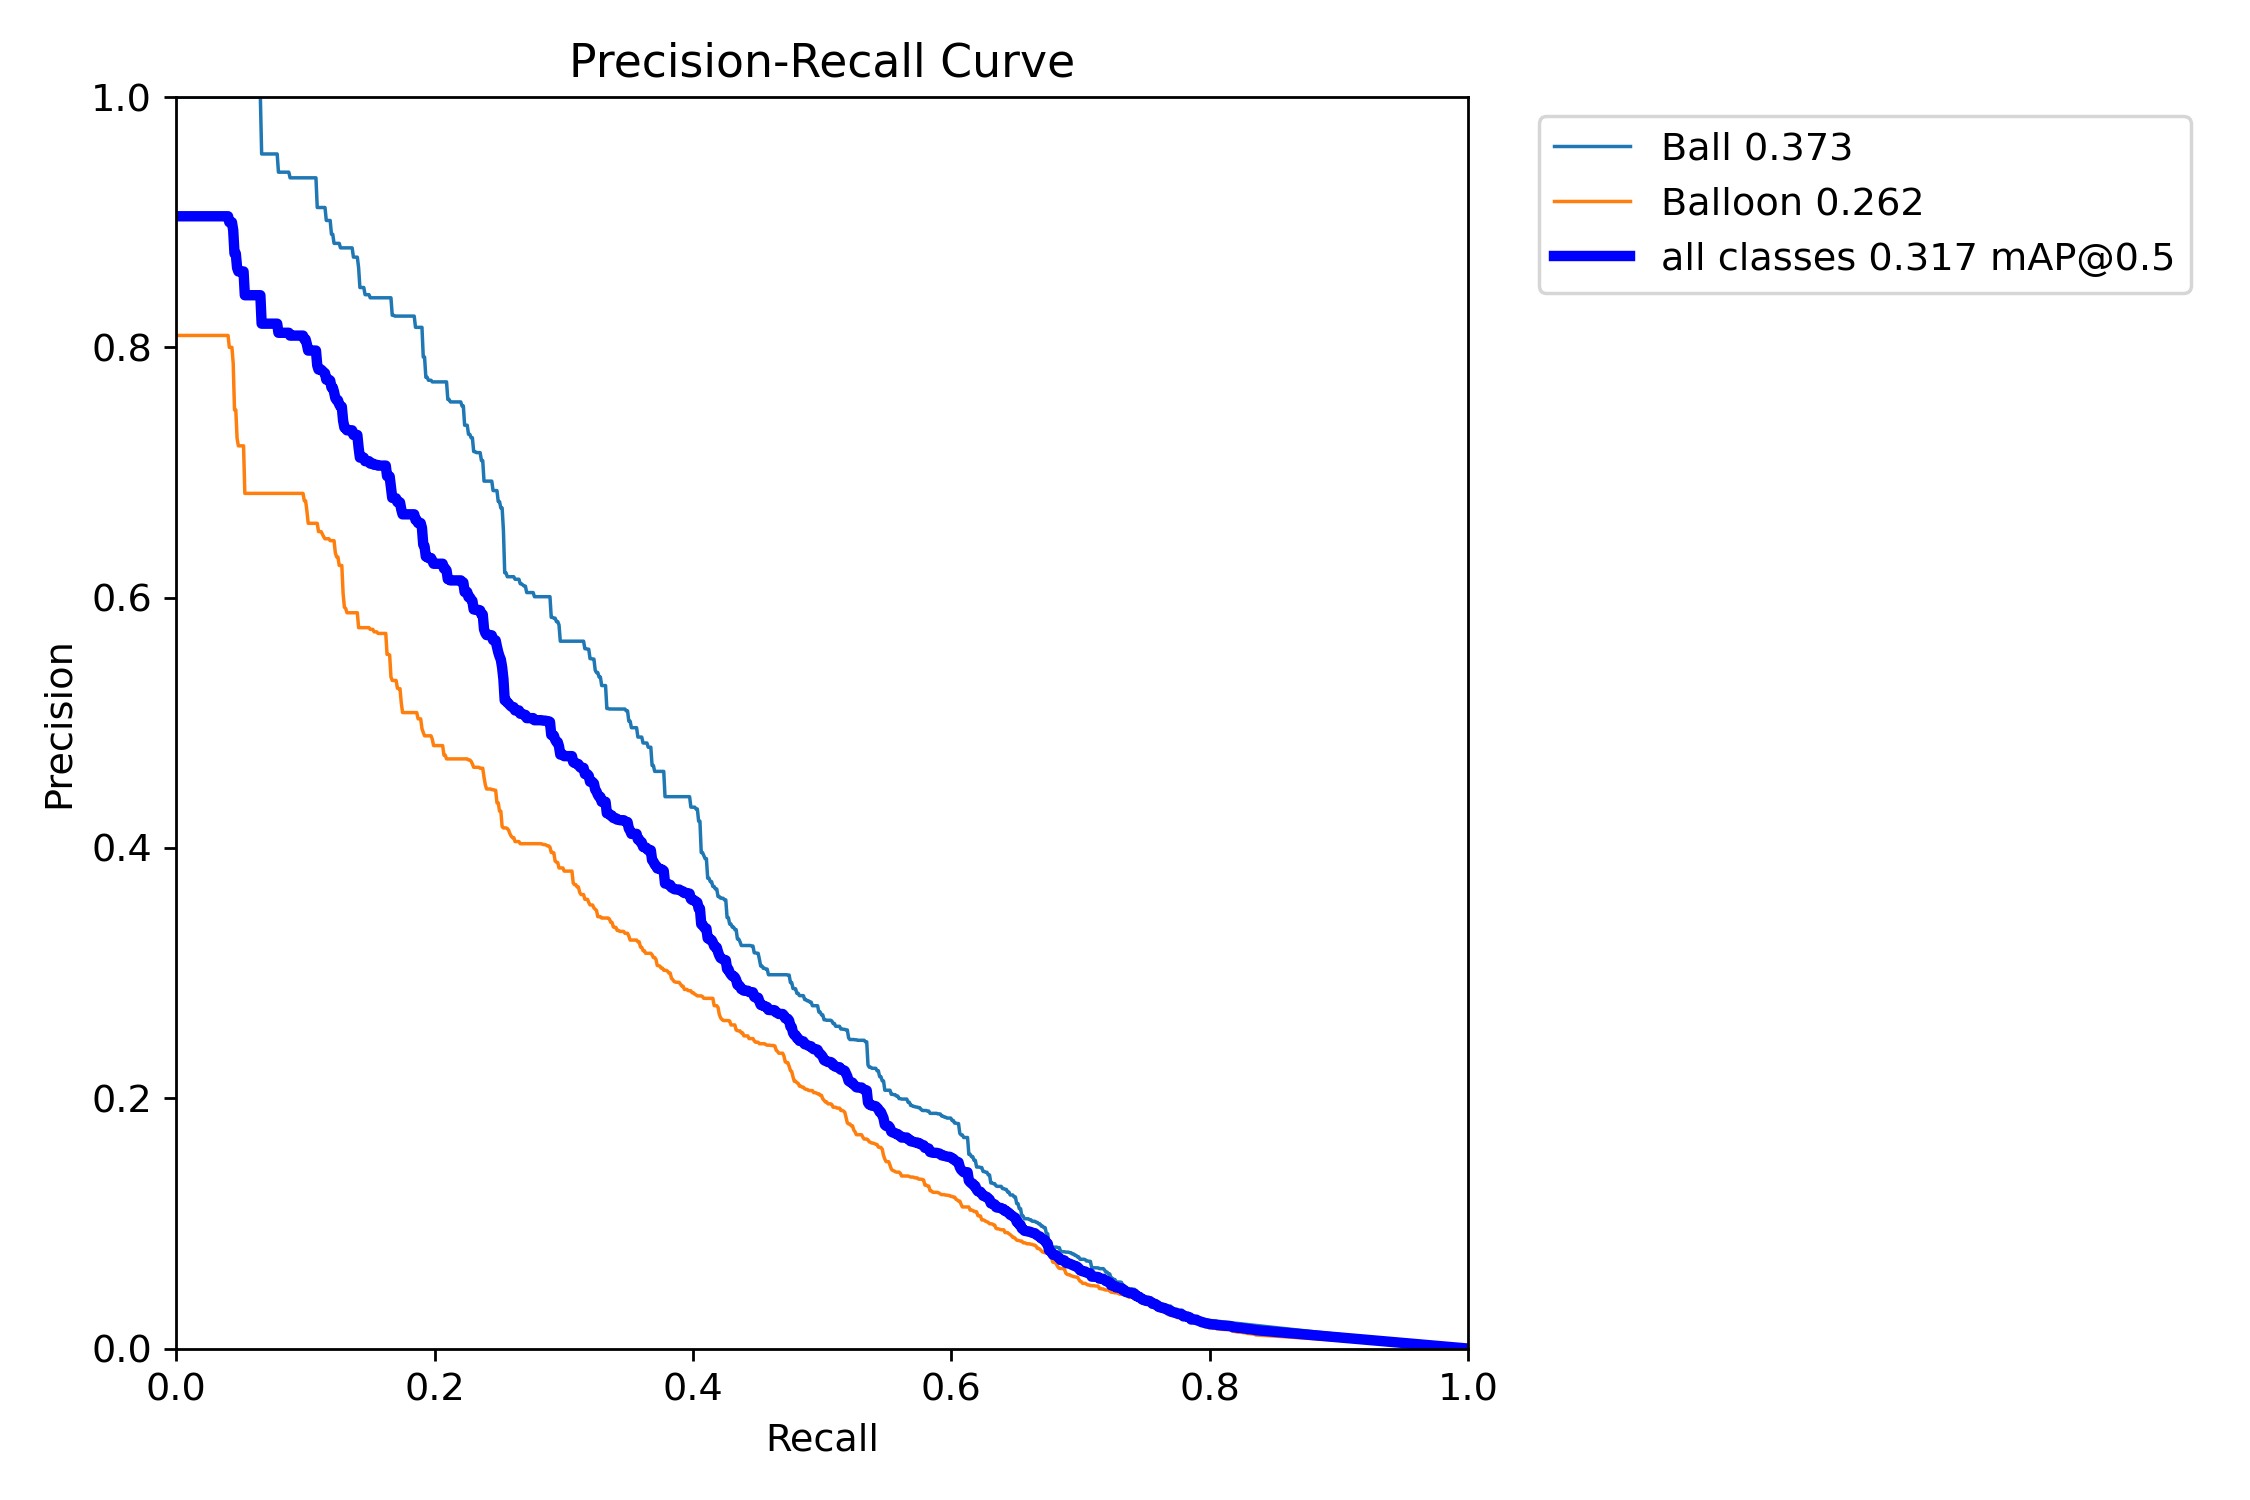 Precision-Recall Curve
1.0
0.8
0.6
0.4
0.2
0.0
Precision
0.0 0.2 0.4 0.6 0.8 1.0
Recall
Ball 0.373
Balloon 0.262
all classes 0.317 mAP@0.5